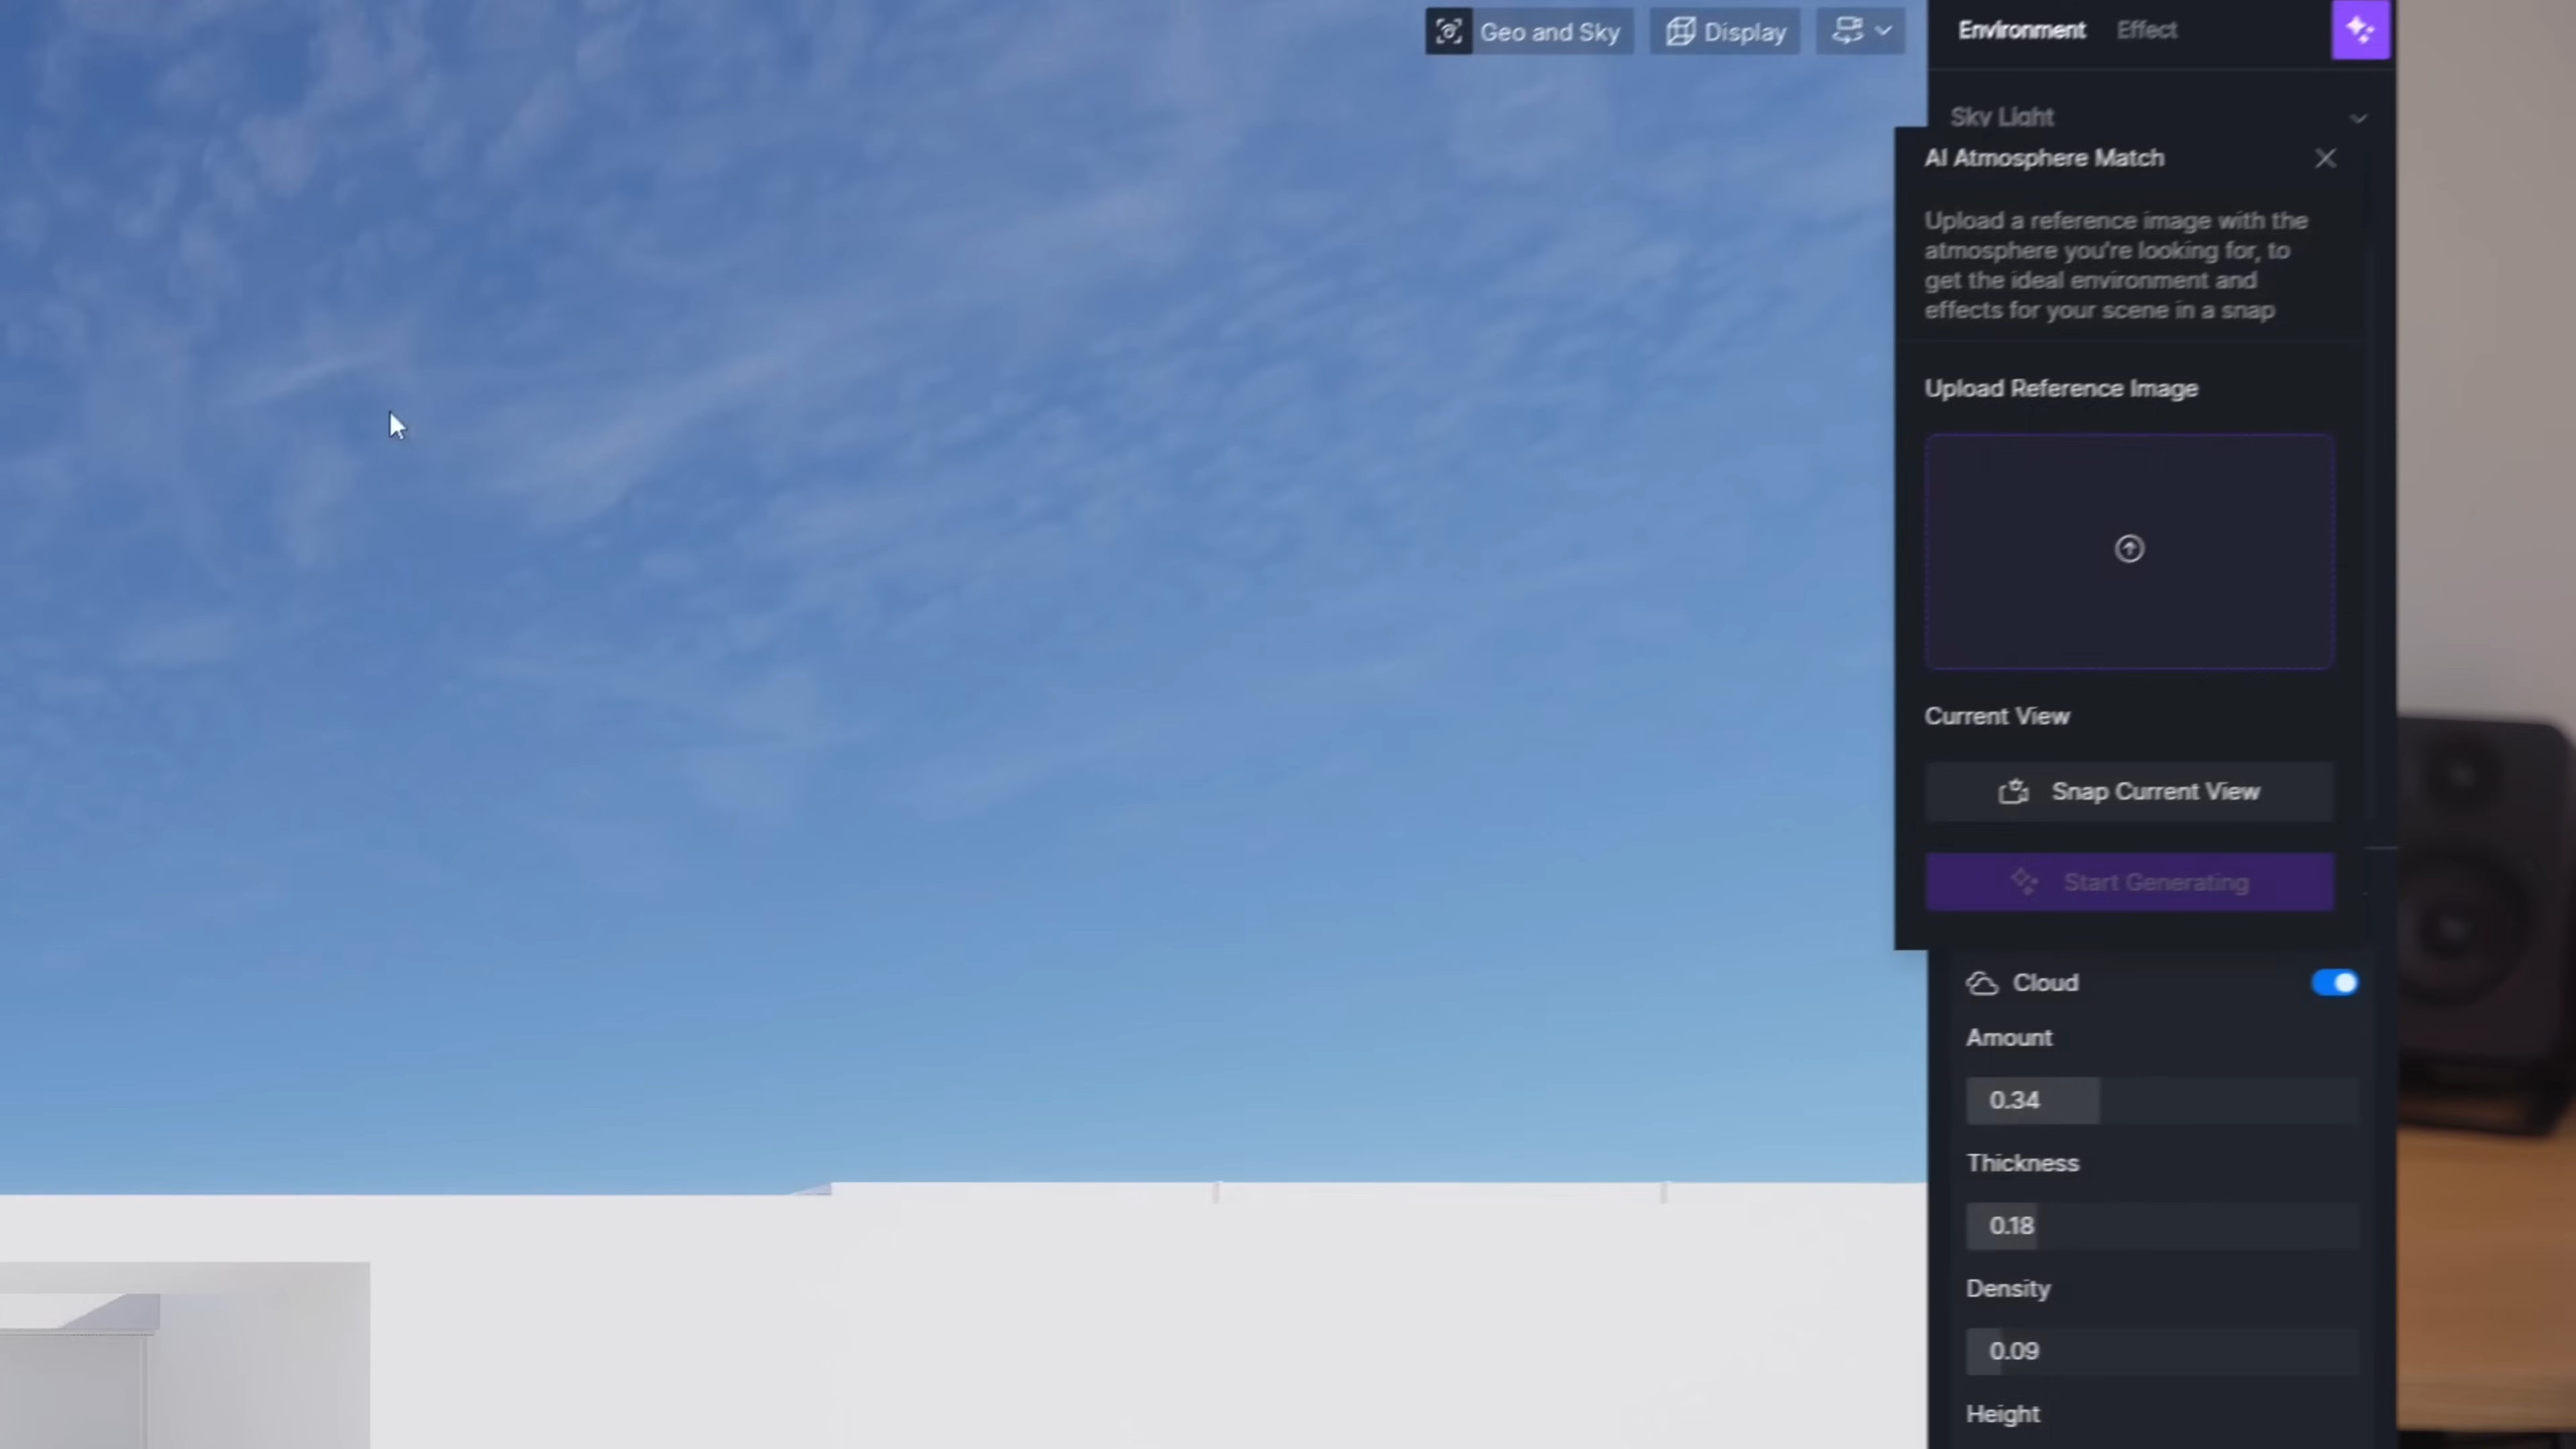 Geo and Sky
Display
Environment
Effect
Sky Light
AI Atmosphere Match
Upload a reference image with the
atmosphere you're looking for, to
get the ideal environment and
effects for your scene in a snap
Upload Reference Image
Current View
Snap Current View
Start Generating
Cloud
Amount
0.34
Thickness
0.18
Density
0.09
Height